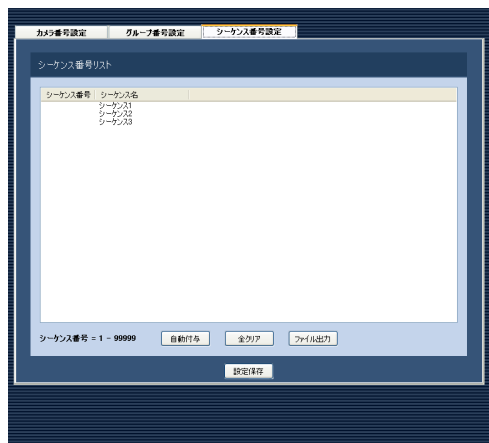 カメラ番号設定 グループ番号設定 シーケンス番号設定
シーケンス番号リスト
シーケンス番号 シーケンス名
シーケンス1
シーケンス2
シーケンス3
シーケンス番号 = 1 - 99999 自動付与 全クリア ファイル出力
設定保存